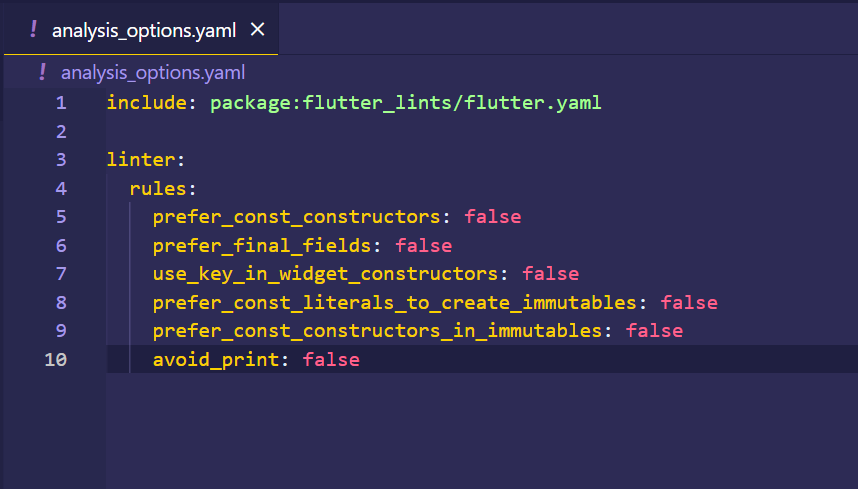 ! analysis_options.yaml ×
! analysis_options.yaml
1 include: package:flutter_lints/flutter.yaml
2
3 linter:
4   rules:
5     prefer_const_constructors: false
6     prefer_final_fields: false
7     use_key_in_widget_constructors: false
8     prefer_const_literals_to_create_immutables: false
9     prefer_const_constructors_in_immutables: false
10     avoid_print: false